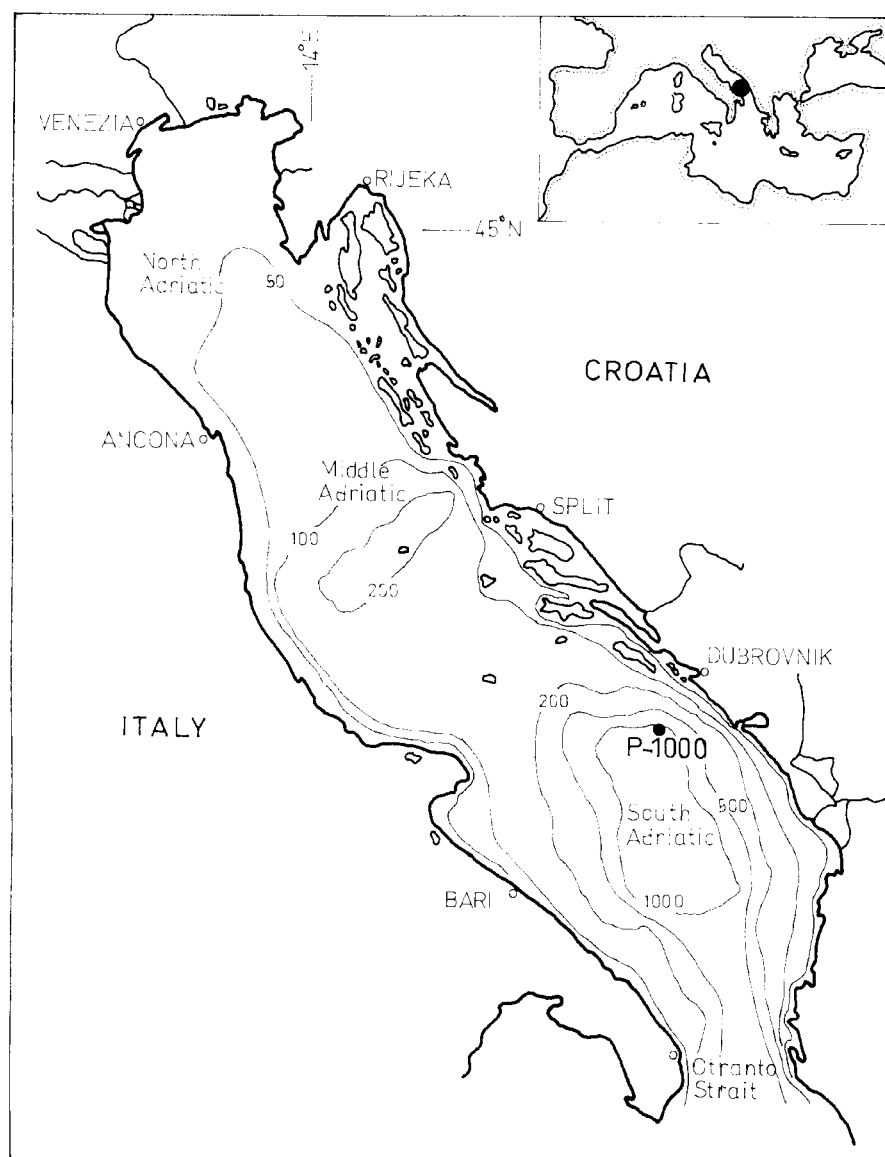 14°E
VENEZIA
RIJEKA
45°N
North
Adriatic
50
CROATIA
ANCONA
Middle
Adriatic
SPLIT
100
200
DUBROVNIK
200
ITALY
P-1000
500
South
Adriatic
1000
BARI
Otranto
Strait